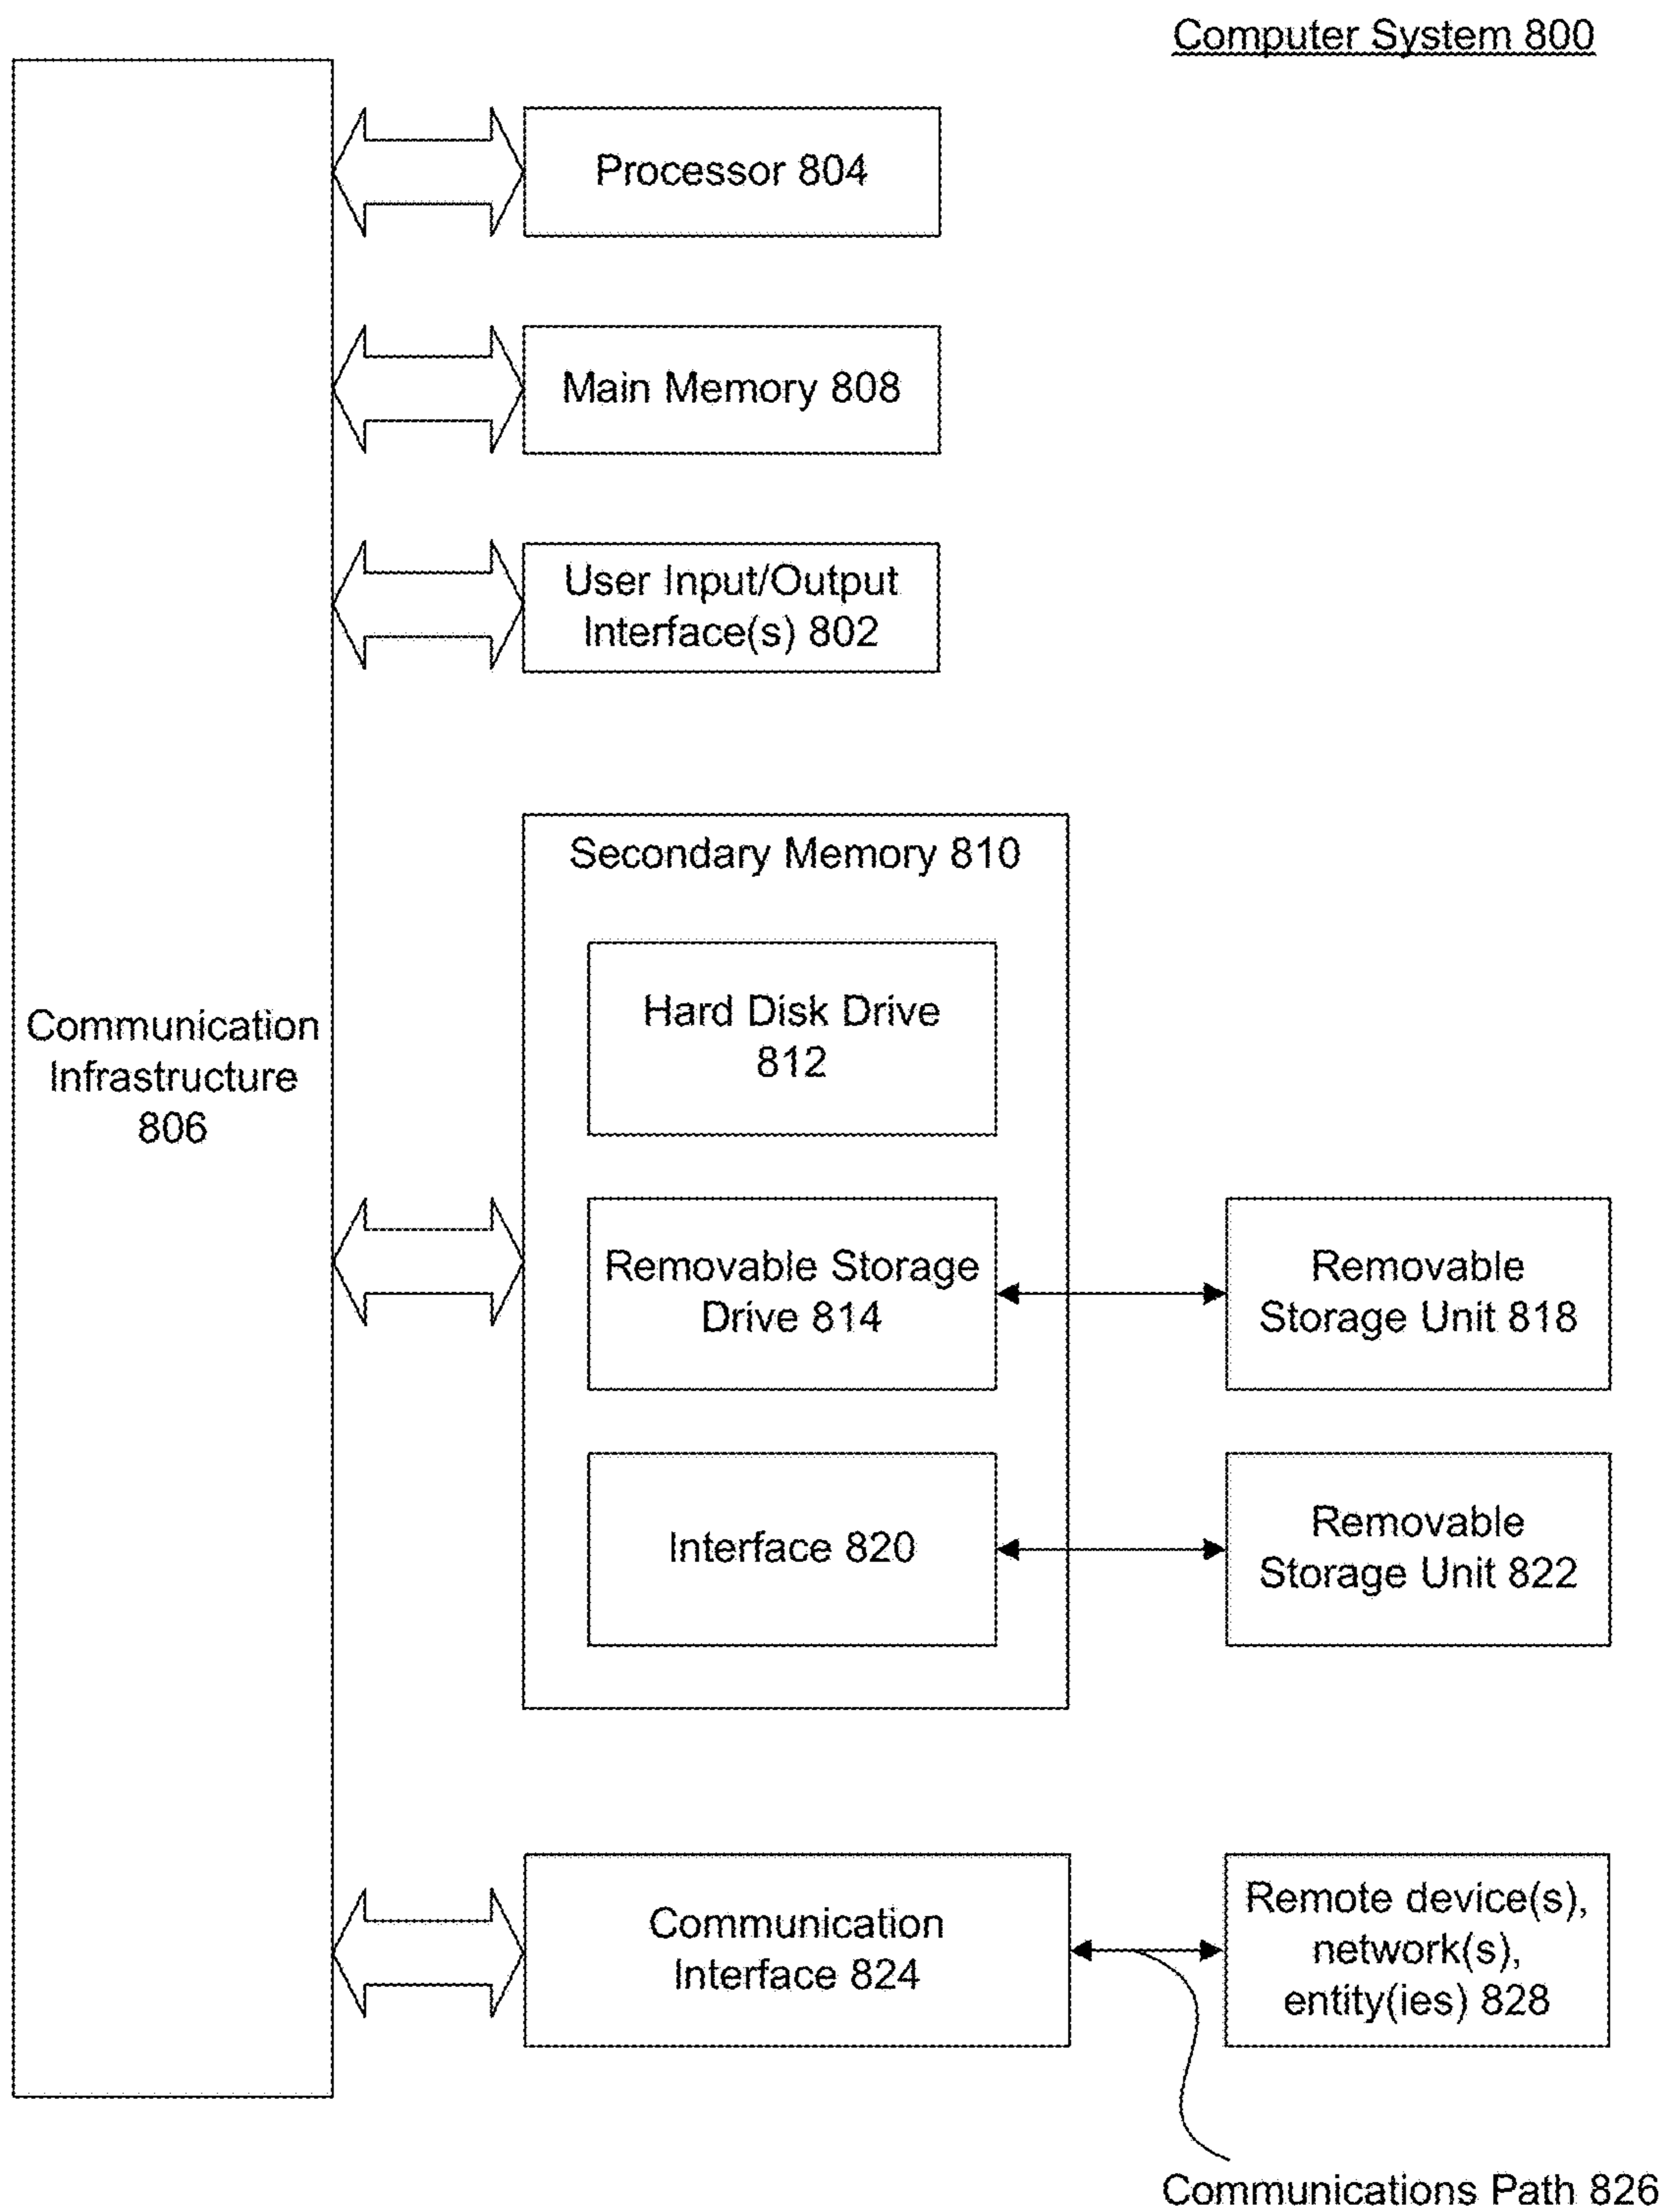 Computer System 800
Processor 804
Main Memory 808
User Input/Output
Interface(s) 802
Secondary Memory 810
Hard Disk Drive
812
Communication
Infrastructure
806
Removable Storage
Drive 814
Removable
Storage Unit 818
Interface 820
Removable
Storage Unit 822
Communication
Interface 824
Remote device(s),
network(s),
entity(ies) 828
Communications Path 826